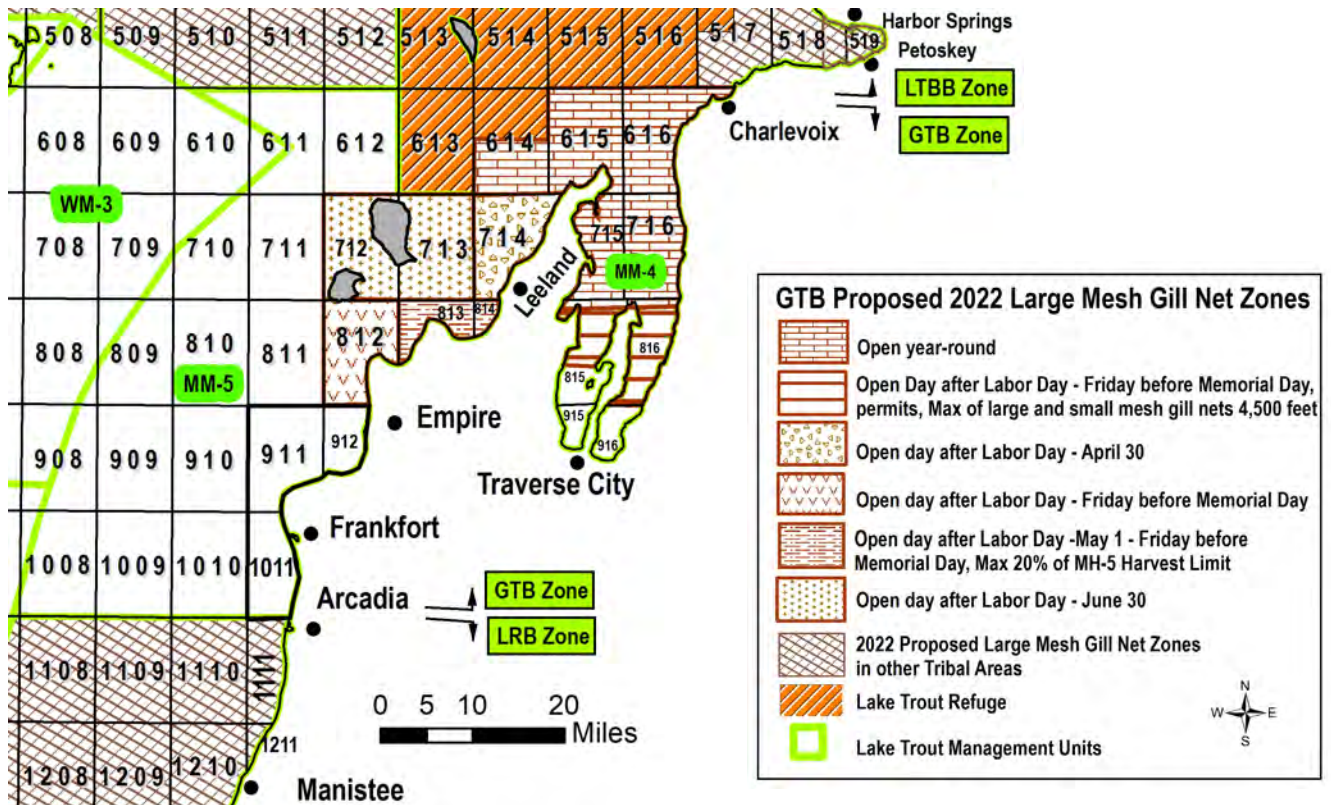 508 509 510 511 512 513 514 515 516 517 518 519
Harbor Springs
Petoskey
LTBB Zone
GTB Zone
Charlevoix
608 609 610 611 612 613 614 615 616
WM-3
708 709 710 711 712 713 714 715 716
MM-4
Leeland
808 809 810 811 812 813 814 815 816
MM-5
Empire
908 909 910 911 912 915 916
Traverse City
Frankfort
1008 1009 1010 1011
Arcadia
GTB Zone
LRB Zone
1108 1109 1110 1111
0 5 10 20
Miles
1208 1209 1210 1211
Manistee
GTB Proposed 2022 Large Mesh Gill Net Zones
Open year-round
Open Day after Labor Day - Friday before Memorial Day,
permits, Max of large and small mesh gill nets 4,500 feet
Open day after Labor Day - April 30
Open day after Labor Day - Friday before Memorial Day
Open day after Labor Day -May 1 - Friday before
Memorial Day, Max 20% of MH-5 Harvest Limit
Open day after Labor Day - June 30
2022 Proposed Large Mesh Gill Net Zones
in other Tribal Areas
Lake Trout Refuge
Lake Trout Management Units
N
W E
S